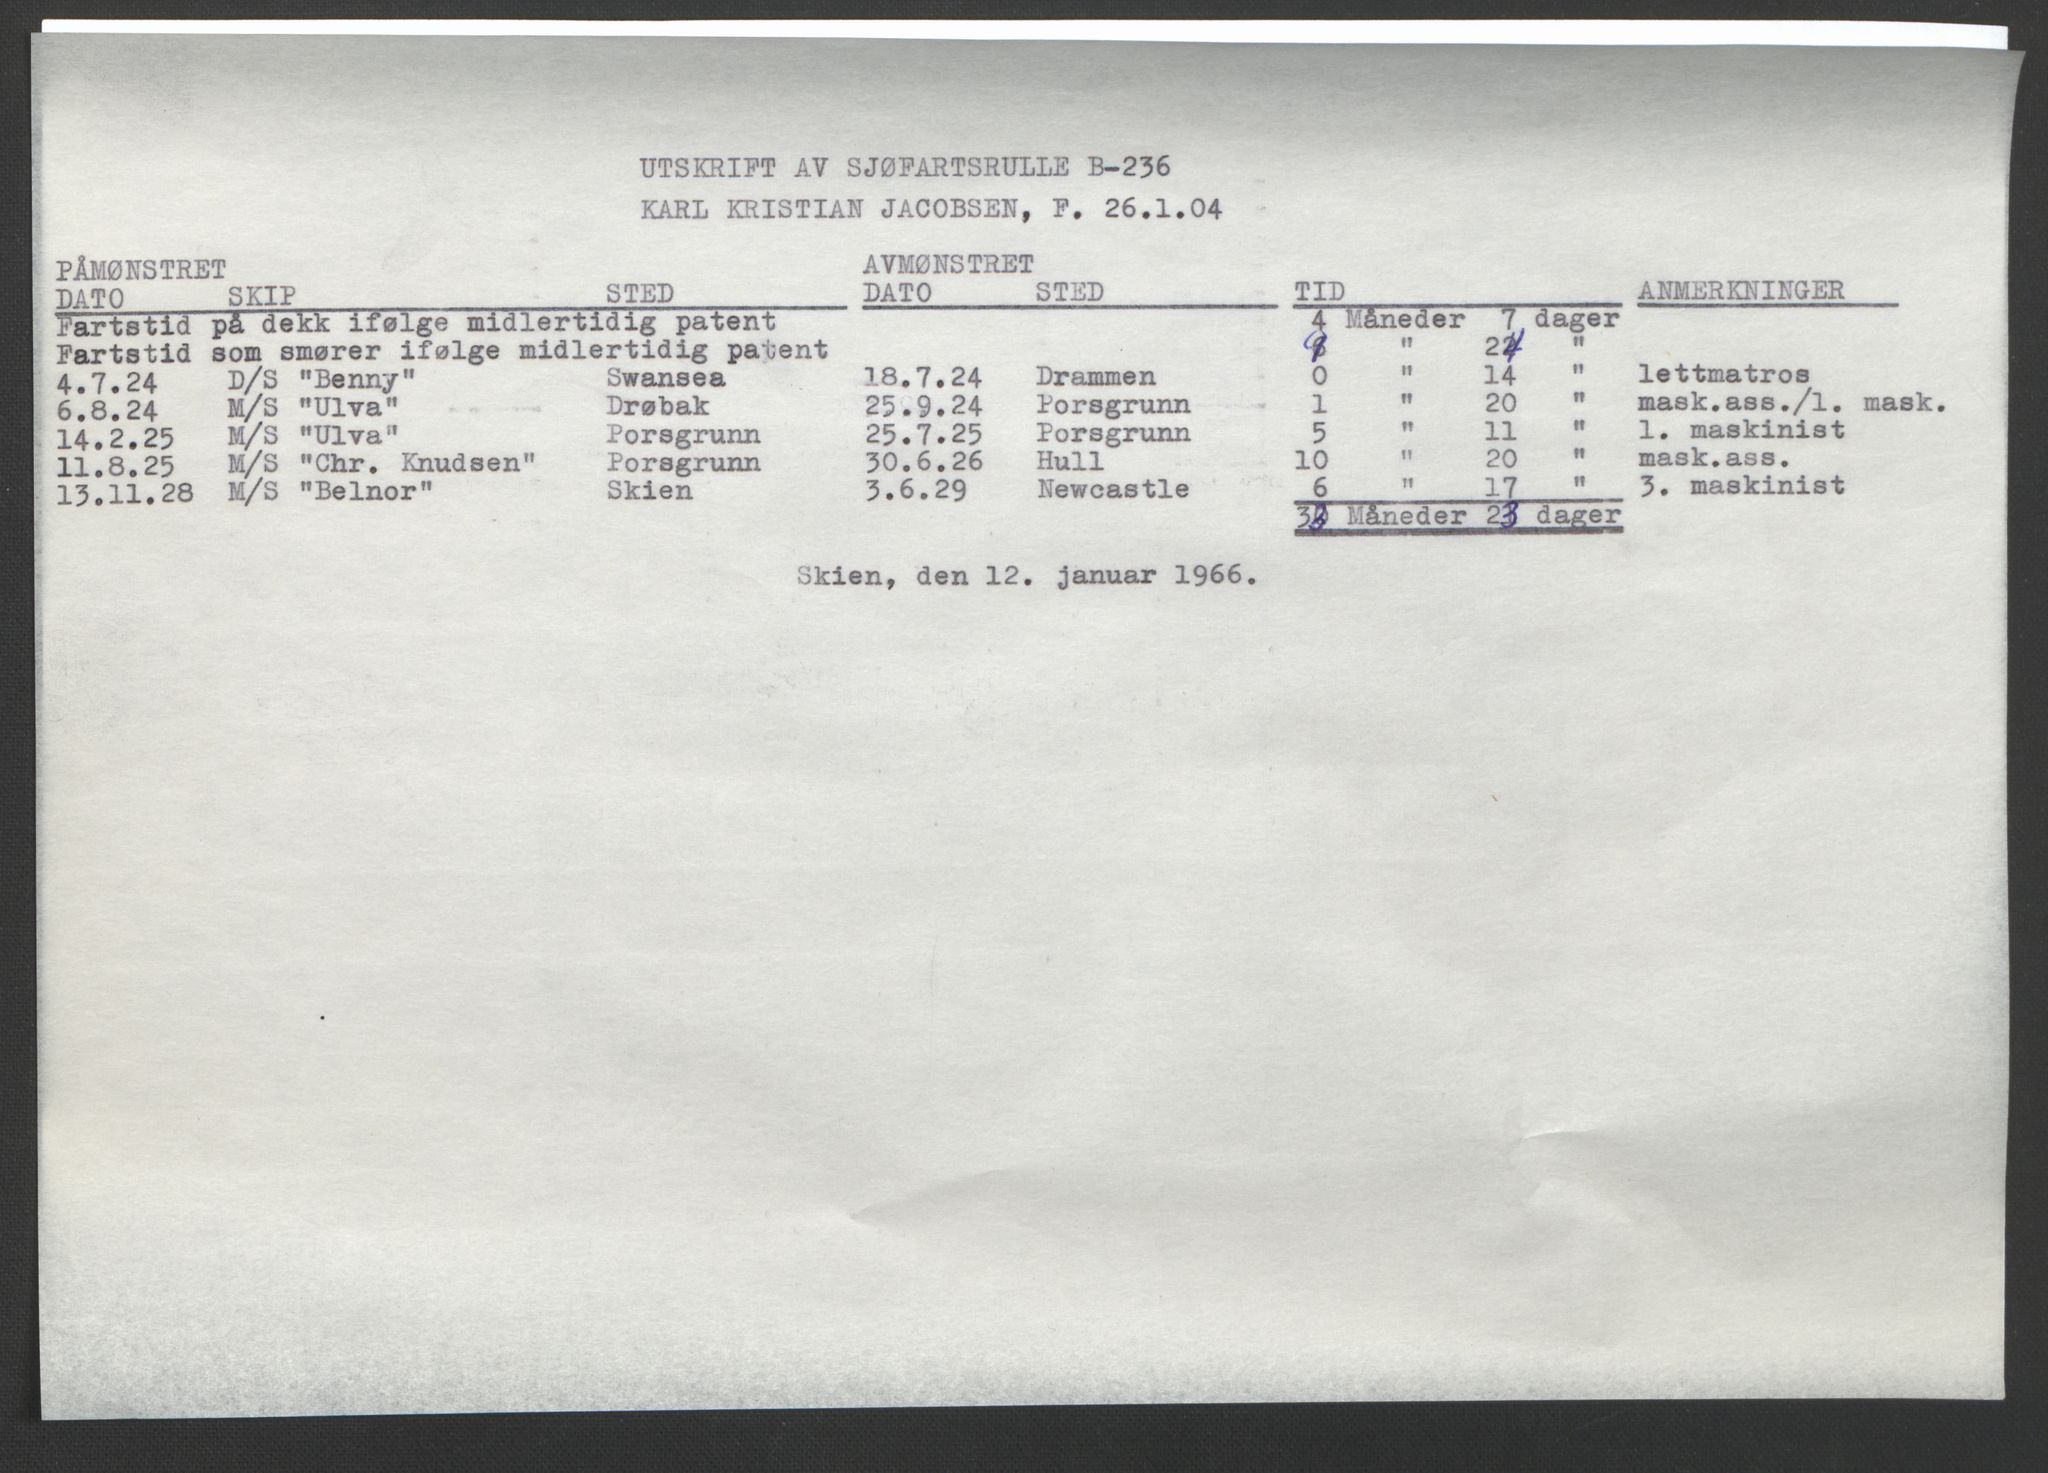 UTSKRIFT AV SJØFARTSRULLE B-236
KARL KRISTIAN JACOBSEN, F. 26.1.04
PÅMØNSTRET AVMØNSTRET
DATO SKIP STED DATO STED TID ANMERKNINGER
Fartstid på dekk ifølge midlertidig patent 4 Måneder 7 dager
Fartstid som smører ifølge midlertidig patent " 24 "
4.7.24 D/S "Benny" Swansea 18.7.24 Drammen 0 " 14 " lettmatros
6.8.24 M/S "Ulva" Drøbak 25.9.24 Porsgrunn 1 " 20 " mask.ass./1. mask.
14.2.25 M/S "Ulva" Porsgrunn 25.7.25 Porsgrunn 5 " 11 " 1. maskinist
11.8.25 M/S "Chr. Knudsen" Porsgrunn 30.6.26 Hull 10 " 20 " mask.ass.
13.11.28 M/S "Belnor" Skien 3.6.29 Newcastle 6 " 17 " 3. maskinist
Måneder 23 dager
Skien, den 12. januar 1966.